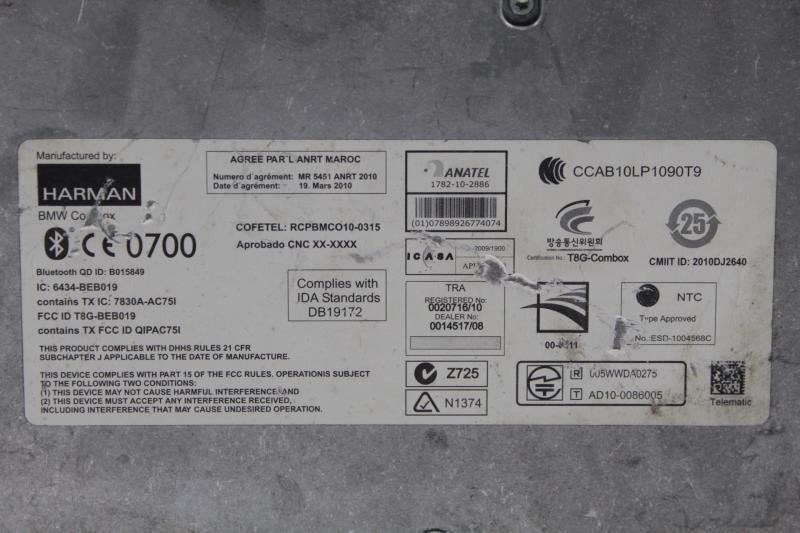 Manufactured by:
HARMAN
BMW
CE 0700
Bluetooth QD ID: B015849
IC: 6434-BEB019
contains TX IC: 7830A-AC75I
FCC ID T8G-BEB019
contains TX FCC ID QIPAC75I
THIS PRODUCT COMPLIES WITH DHHS RULES 21 CFR
SUBCHAPTER J APPLICABLE TO THE DATE OF MANUFACTURE.
THIS DEVICE COMPLIES WITH PART 15 OF THE FCC RULES. OPERATIONIS SUBJECT
TO THE FOLLOWING TWO CONDITIONS:
(1) THIS DEVICE MAY NOT CAUSE HARMFUL INTERFERENCE AND
(2) THIS DEVICE MUST ACCEPT ANY INTERFERENCE RECEIVED,
INCLUDING INTERFERENCE THAT MAY CAUSE UNDESIRED OPERATION.
AGREE PAR L'ANRT MAROC
Numero d'agrément: MR 5451 ANRT 2010
Date d'agrément: 19. Mars 2010
COFETEL: RCPBMCO10-0315
Aprobado CNC XX-XXXX
Complies with
IDA Standards
DB19172
ANATEL
1782-10-2886
(01)07898926774074
ICASA
2009/1900
TRA
REGISTERED No:
0020716/10
DEALER No:
0014517/08
Z725
N1374
CCAB10LP1090T9
방송통신위원회
Certification No.: T8G-Combox
25
CMIIT ID: 2010DJ2640
NTC
Type Approved
No.:ESD-1004568C
R 005WWDA0275
T AD10-0086005
Telematic